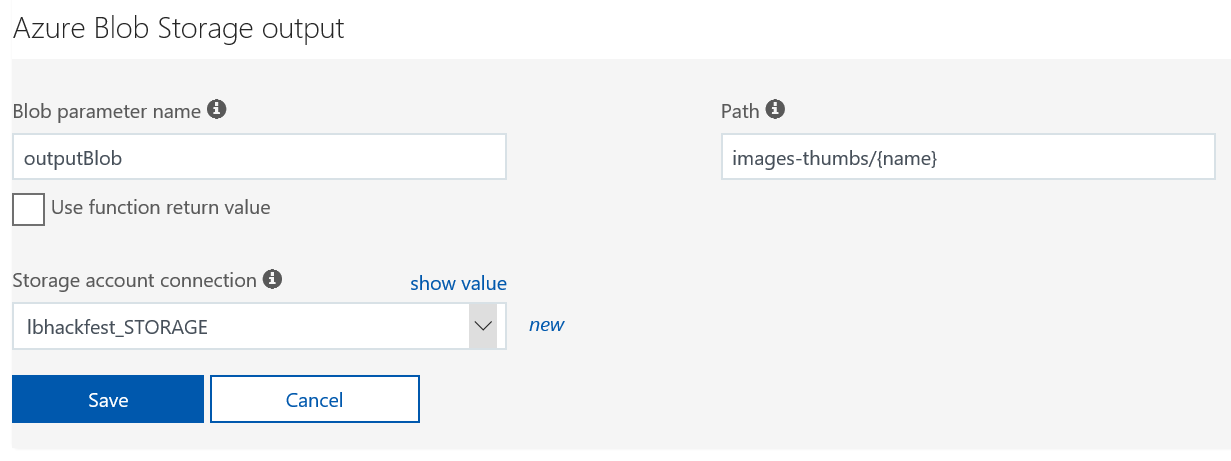 Azure Blob Storage output
Blob parameter name
Path
outputBlob
images-thumbs/{name}
Use function return value
Storage account connection
show value
lbhackfest_STORAGE
new
Save
Cancel